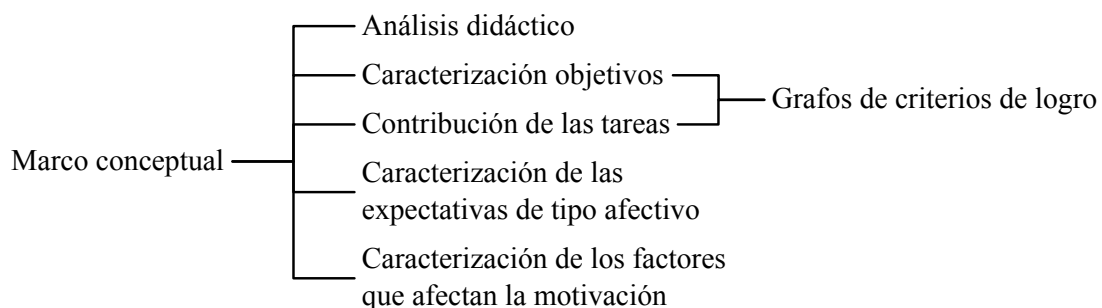 Análisis didáctico
Caracterización objetivos
Grafos de criterios de logro
Contribución de las tareas
Marco conceptual
Caracterización de las
expectativas de tipo afectivo
Caracterización de los factores
que afectan la motivación